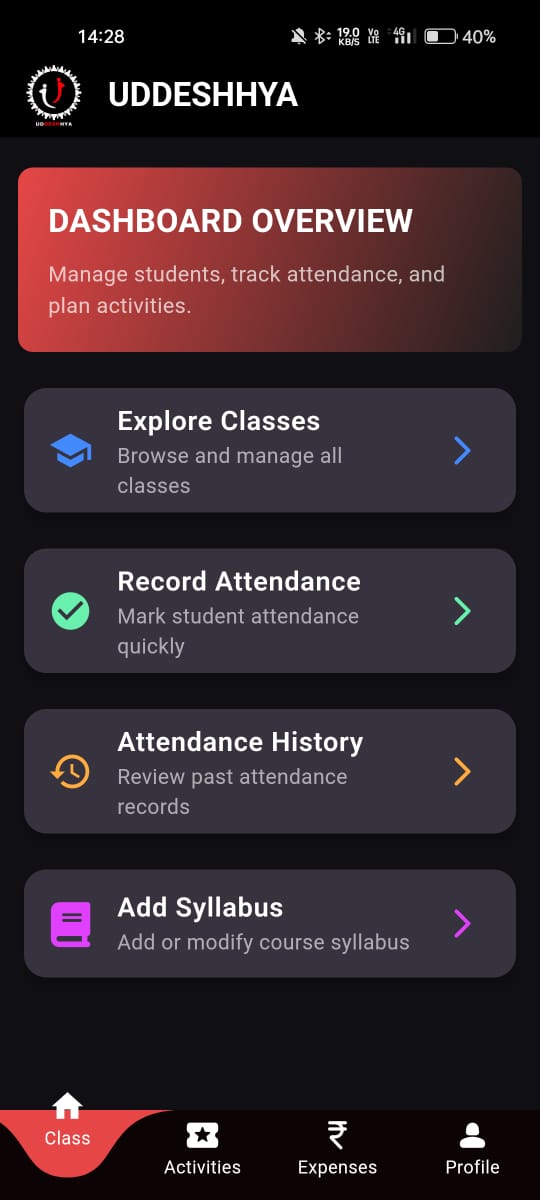 14:28
19.0
KB/S
Vo
LTE
4G
40%
UDDESHHYA
UDDESHHYA
DASHBOARD OVERVIEW
Manage students, track attendance, and
plan activities.
Explore Classes
Browse and manage all
classes
Record Attendance
Mark student attendance
quickly
Attendance History
Review past attendance
records
Add Syllabus
Add or modify course syllabus
Class
Activities
Expenses
Profile